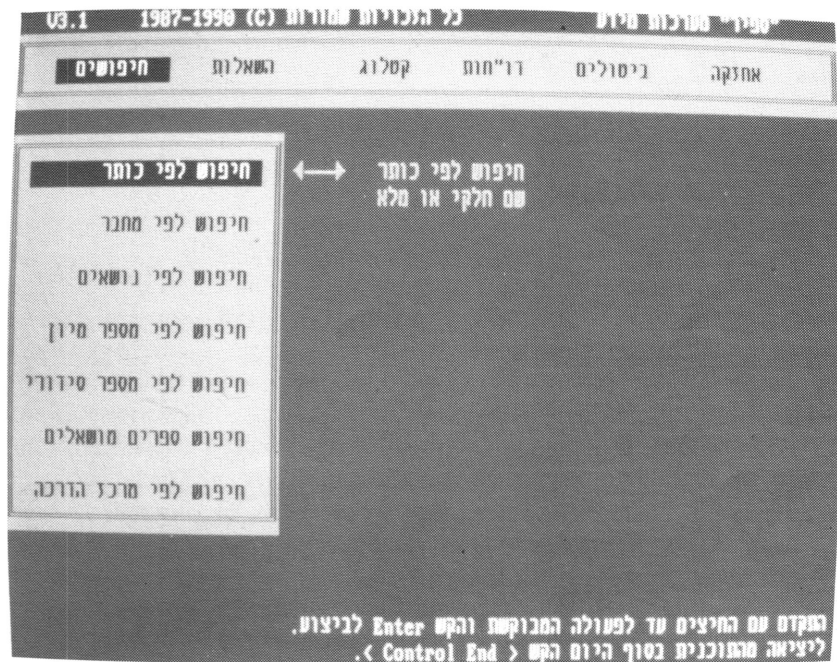 "ספיר" מערכות מידע כל הזכויות שמורות (C) 1987-1990 V3.1
אחזקה ביטולים דו"חות קטלוג השאלות חיפושים
חיפוש לפי כותר
חיפוש לפי מחבר
חיפוש לפי נושאים
חיפוש לפי מספר מיון
חיפוש לפי מספר סידורי
חיפוש ספרים מושאלים
חיפוש לפי מרכז הדרכה
חיפוש לפי כותר
שם חלקי או מלא
התקדם עם החיצים עד לפעולה המבוקשת והקש Enter לביצוע.
ליציאה מהתוכנית בסוף היום הקש < Control End >.